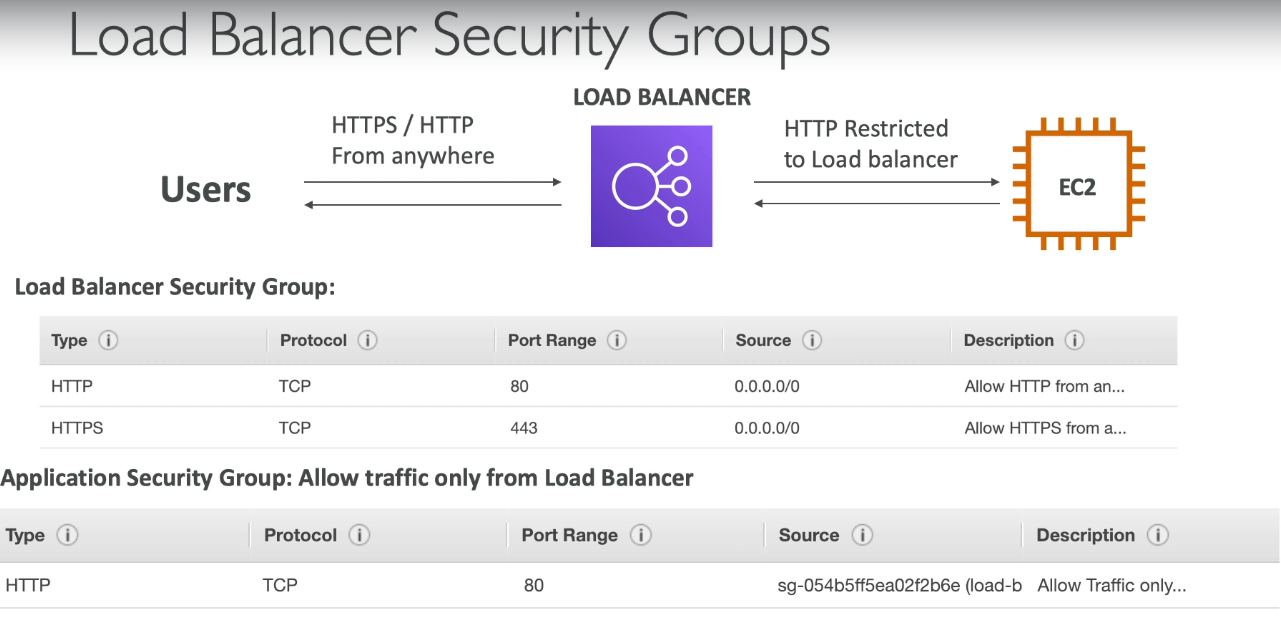 Load Balancer Security Groups
LOAD BALANCER
HTTPS / HTTP
From anywhere
HTTP Restricted
to Load balancer
Users
EC2
Load Balancer Security Group:
Type Protocol Port Range Source Description
HTTP TCP 80 0.0.0.0/0 Allow HTTP from an...
HTTPS TCP 443 0.0.0.0/0 Allow HTTPS from a...
Application Security Group: Allow traffic only from Load Balancer
Type Protocol Port Range Source Description
HTTP TCP 80 sg-054b5ff5ea02f2b6e (load-b Allow Traffic only...